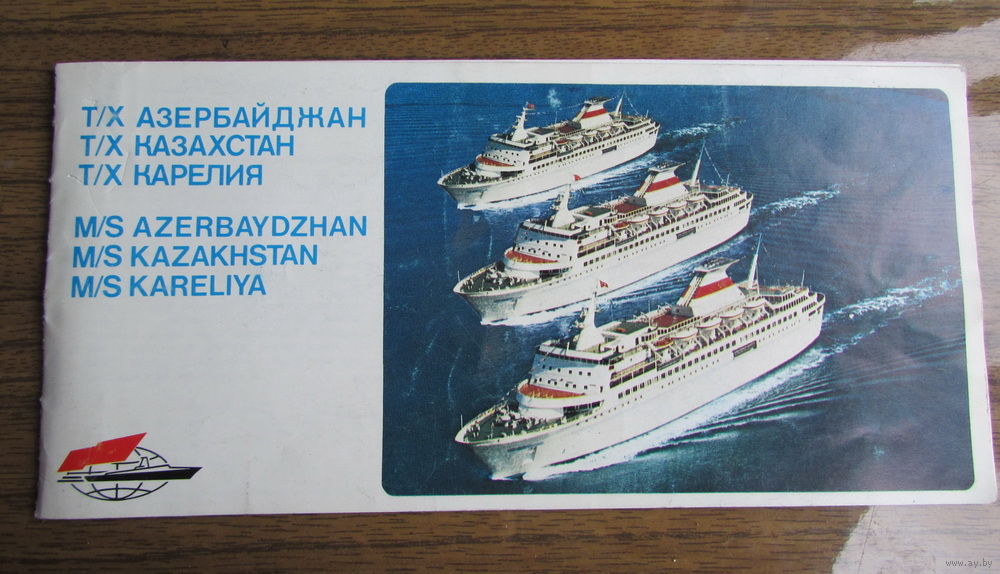 Т/Х АЗЕРБАЙДЖАН
Т/Х КАЗАХСТАН
Т/Х КАРЕЛИЯ
M/S AZERBAYDZHAN
M/S KAZAKHSTAN
M/S KARELIYA
www.ay.by